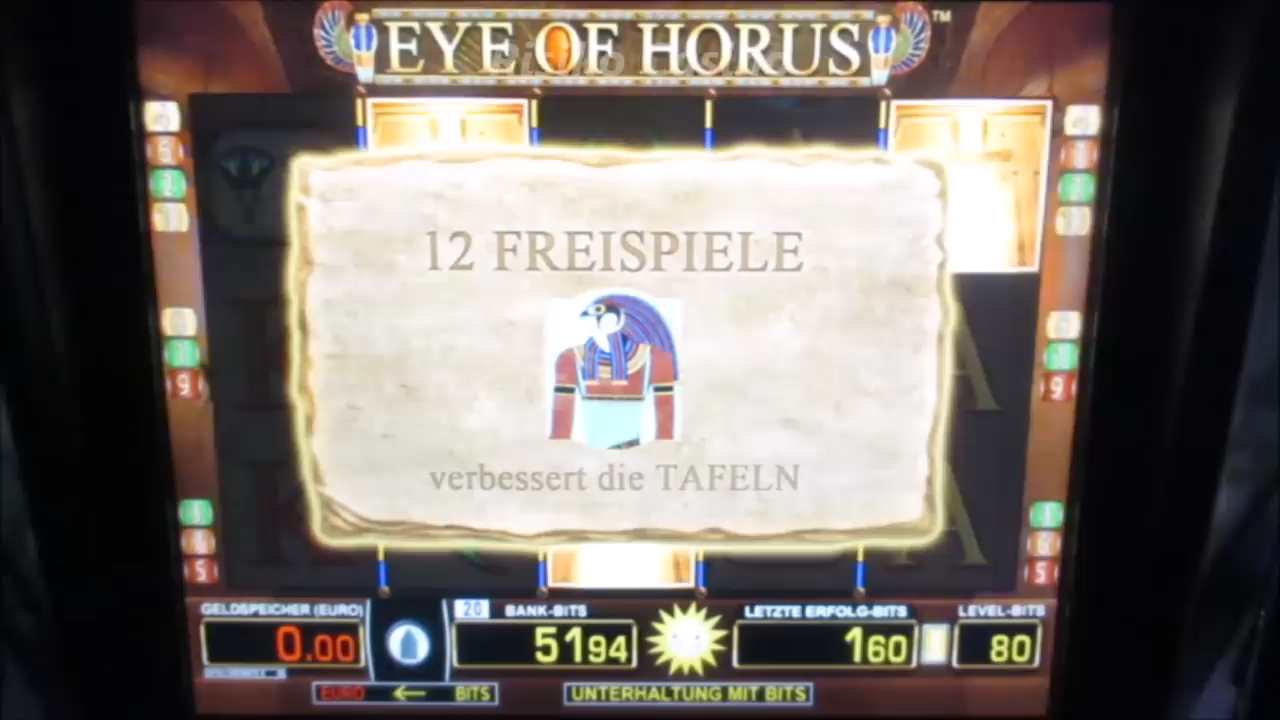 EYE OF HORUS™
12 FREISPIELE
verbessert die TAFELN
GELDSPEICHER (EURO)
20 BANK-BITS
LETZTE ERFOLG-BITS
LEVEL-BITS
0.00
5194
160
80
EURO ← BITS
UNTERHALTUNG MIT BITS